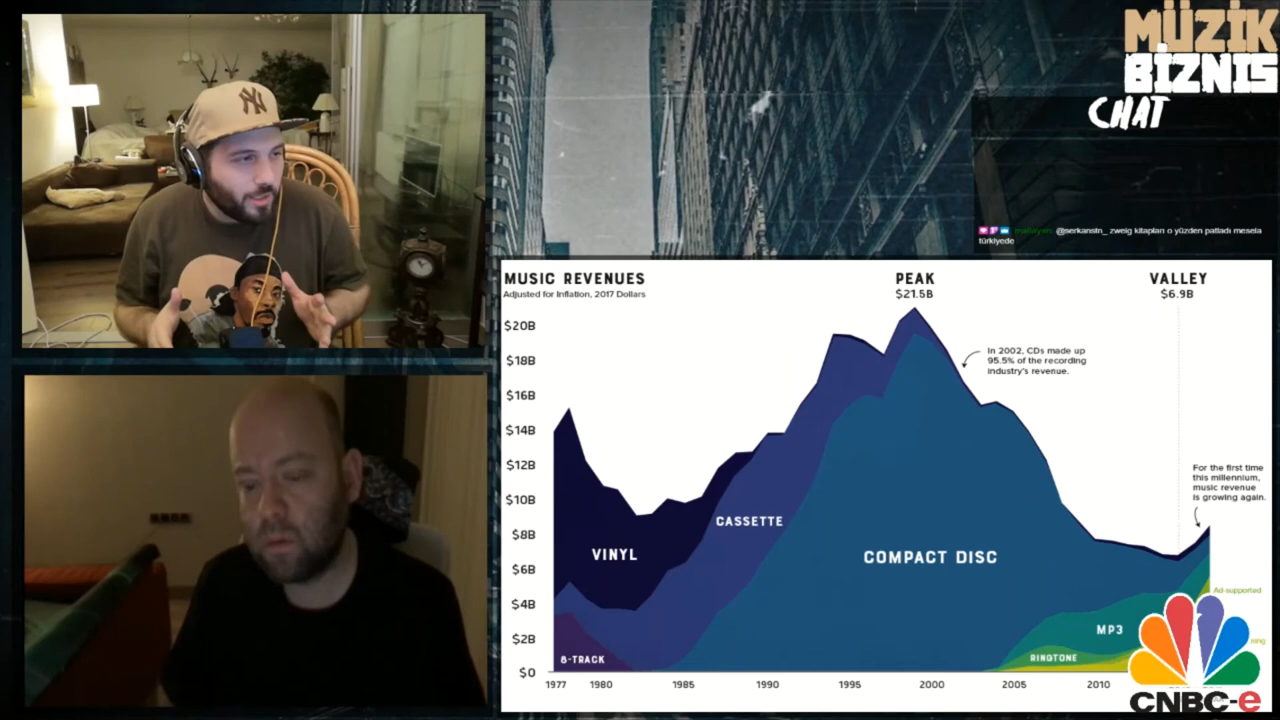 MÜZİK
BİZNIS
CHAT
@serkansin_ zweig kitapları o yüzden patladı mesela
türkiyede
NY
MUSIC REVENUES
Adjusted for Inflation, 2017 Dollars
PEAK
$21.5B
VALLEY
$6.9B
$20B
$18B
$16B
$14B
$12B
$10B
$8B
$6B
$4B
$2B
$0
In 2002, CDs made up
95.5% of the recording
industry's revenue.
For the first time
this millennium,
music revenue
is growing again.
VINYL
CASSETTE
COMPACT DISC
8-TRACK
MP3
RINGTONE
Ad-supported
1977 1980 1985 1990 1995 2000 2005 2010
CNBC-e